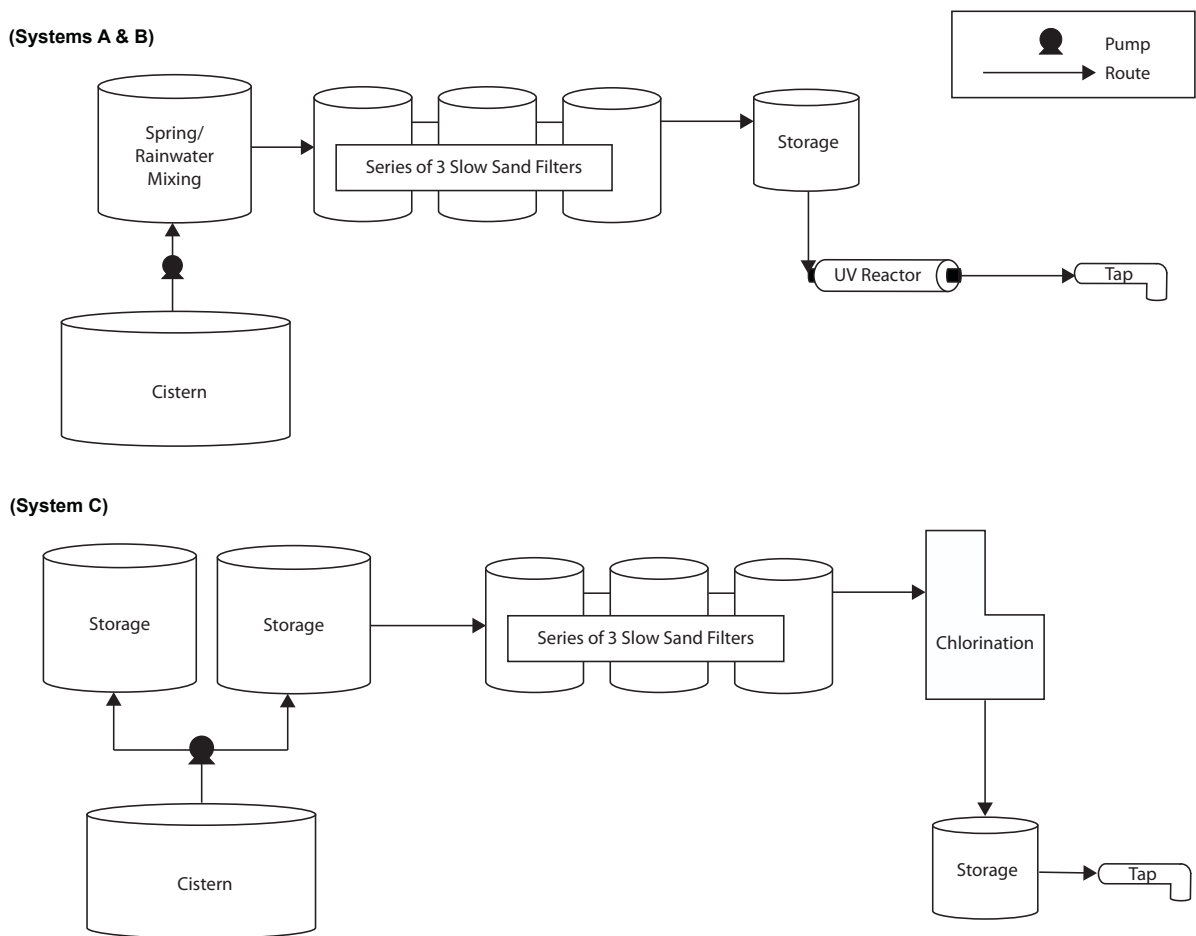 (Systems A & B)
Pump
Route
Spring/
Rainwater
Mixing
Series of 3 Slow Sand Filters
Storage
UV Reactor
Tap
Cistern
(System C)
Storage
Storage
Series of 3 Slow Sand Filters
Chlorination
Cistern
Storage
Tap